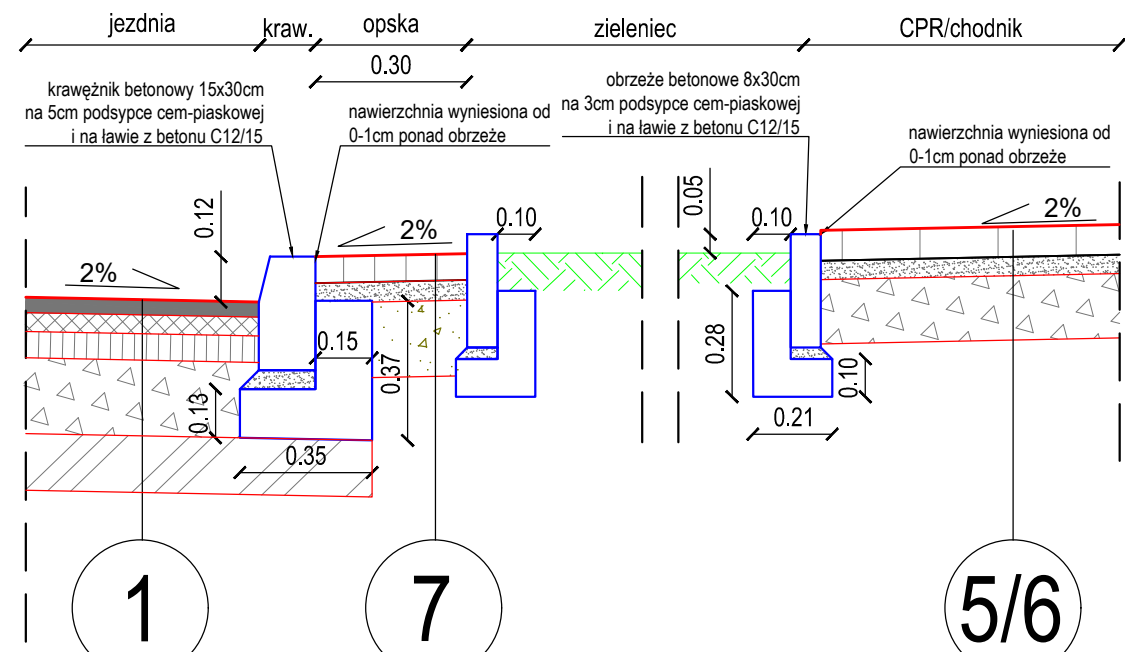 jezdnia
kraw.
opska
zieleniec
CPR/chodnik
0.30
krawężnik betonowy 15x30cm
na 5cm podsypce cem-piaskowej
i na ławie z betonu C12/15
nawierzchnia wyniesiona od
0-1cm ponad obrzeże
obrzeże betonowe 8x30cm
na 3cm podsypce cem-piaskowej
i na ławie z betonu C12/15
nawierzchnia wyniesiona od
0-1cm ponad obrzeże
0.12
2%
2%
0.10
0.05
0.10
2%
0.15
0.37
0.13
0.35
0.28
0.10
0.21
1
7
5/6